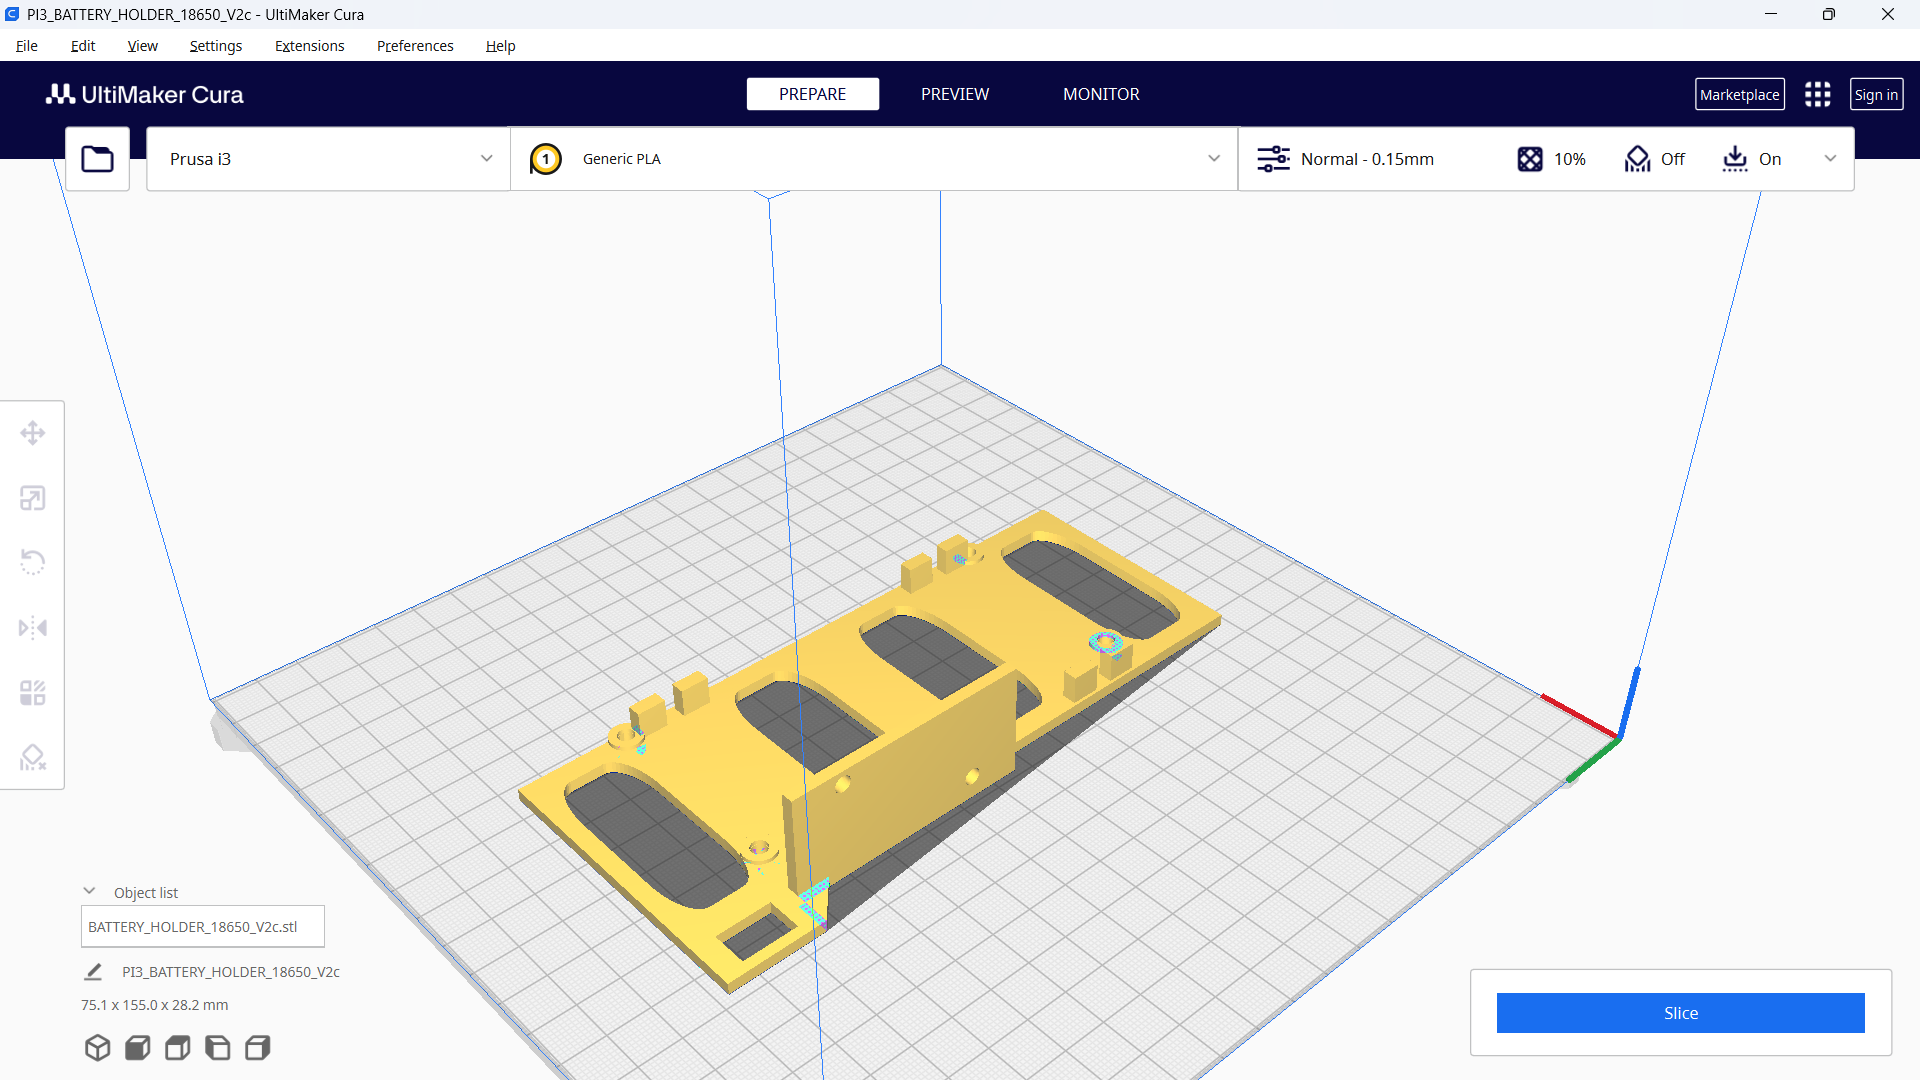 PI3_BATTERY_HOLDER_18650_V2c - UltiMaker Cura
File Edit View Settings Extensions Preferences Help
UltiMaker Cura
PREPARE PREVIEW MONITOR
Marketplace Sign in
Prusa i3
1 Generic PLA
Normal - 0.15mm 10% Off On
Object list
BATTERY_HOLDER_18650_V2c.stl
PI3_BATTERY_HOLDER_18650_V2c
75.1 x 155.0 x 28.2 mm
Slice